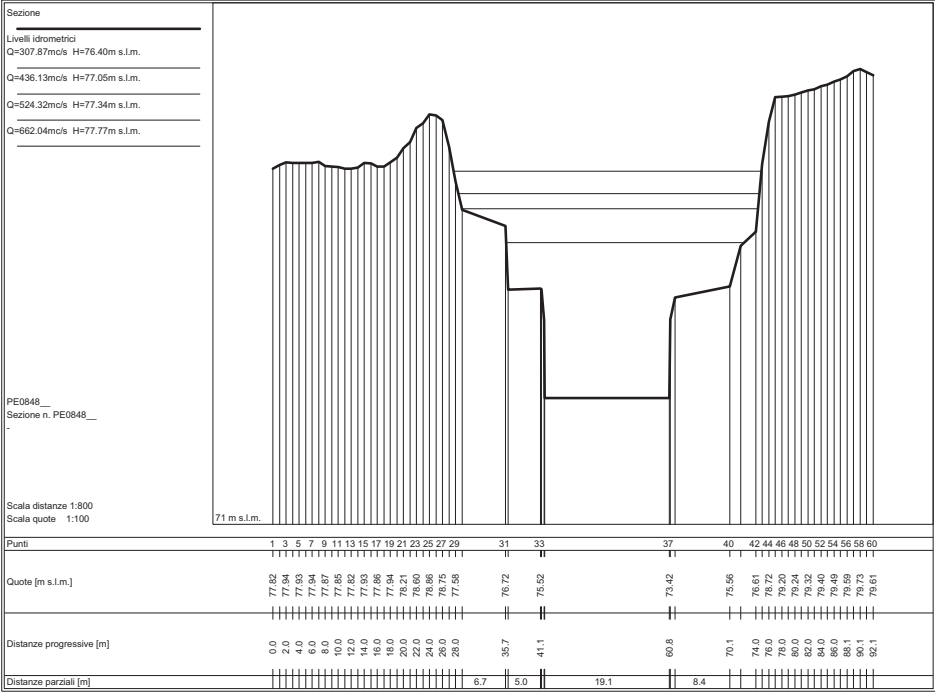 Sezione
Livelli idrometrici
Q=307.87mc/s H=76.40m s.l.m.
Q=436.13mc/s H=77.05m s.l.m.
Q=524.32mc/s H=77.34m s.l.m.
Q=662.04mc/s H=77.77m s.l.m.
PE0848__
Sezione n. PE0848__
-
Scala distanze 1:800
Scala quote 1:100
71 m s.l.m.
Punti 1 3 5 7 9 11 13 15 17 19 21 23 25 27 29 31 33 37 40 42 44 46 48 50 52 54 56 58 60
Quote [m s.l.m.] 77.82 77.94 77.93 77.94 77.87 77.85 77.82 77.93 77.86 77.94 78.21 78.60 78.86 78.75 77.58 76.72 75.52 73.42 75.56 76.61 78.72 79.20 79.24 79.32 79.40 79.49 79.59 79.73 79.61
Distanze progressive [m] 0.0 2.0 4.0 6.0 8.0 10.0 12.0 14.0 16.0 18.0 20.0 22.0 24.0 26.0 28.0 35.7 41.1 60.8 70.1 74.0 76.0 78.0 80.0 82.0 84.0 86.0 88.1 90.1 92.1
Distanze parziali [m] 6.7 5.0 19.1 8.4